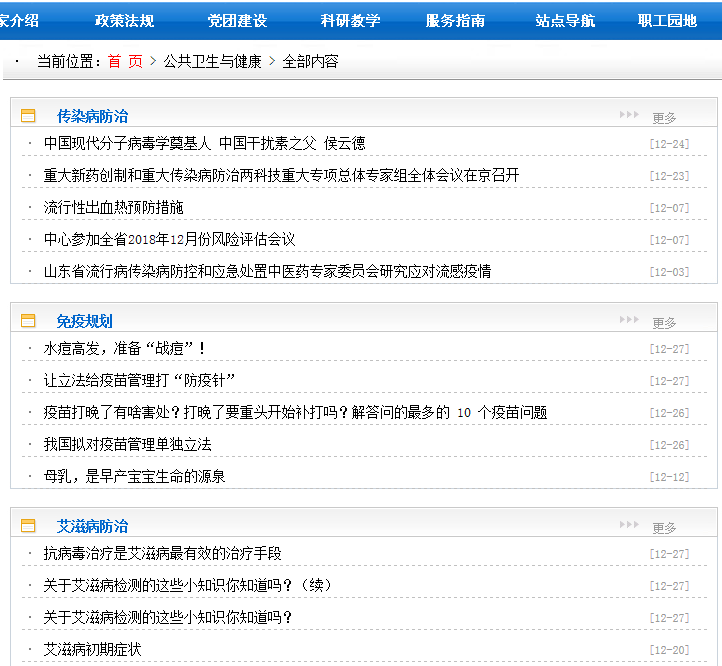 家介绍 政策法规 党团建设 科研教学 服务指南 站点导航 职工园地
· 当前位置：首 页 > 公共卫生与健康 > 全部内容
传染病防治 更多
· 中国现代分子病毒学奠基人 中国干扰素之父 侯云德 [12-24]
· 重大新药创制和重大传染病防治两科技重大专项总体专家组全体会议在京召开 [12-23]
· 流行性出血热预防措施 [12-07]
· 中心参加全省2018年12月份风险评估会议 [12-07]
· 山东省流行病传染病防控和应急处置中医药专家委员会研究应对流感疫情 [12-03]
免疫规划 更多
· 水痘高发，准备“战痘”！ [12-27]
· 让立法给疫苗管理打“防疫针” [12-27]
· 疫苗打晚了有啥害处？打晚了要重头开始补打吗？解答问的最多的 10 个疫苗问题 [12-26]
· 我国拟对疫苗管理单独立法 [12-26]
· 母乳，是早产宝宝生命的源泉 [12-12]
艾滋病防治 更多
· 抗病毒治疗是艾滋病最有效的治疗手段 [12-27]
· 关于艾滋病检测的这些小知识你知道吗？（续） [12-27]
· 关于艾滋病检测的这些小知识你知道吗？ [12-27]
· 艾滋病初期症状 [12-20]